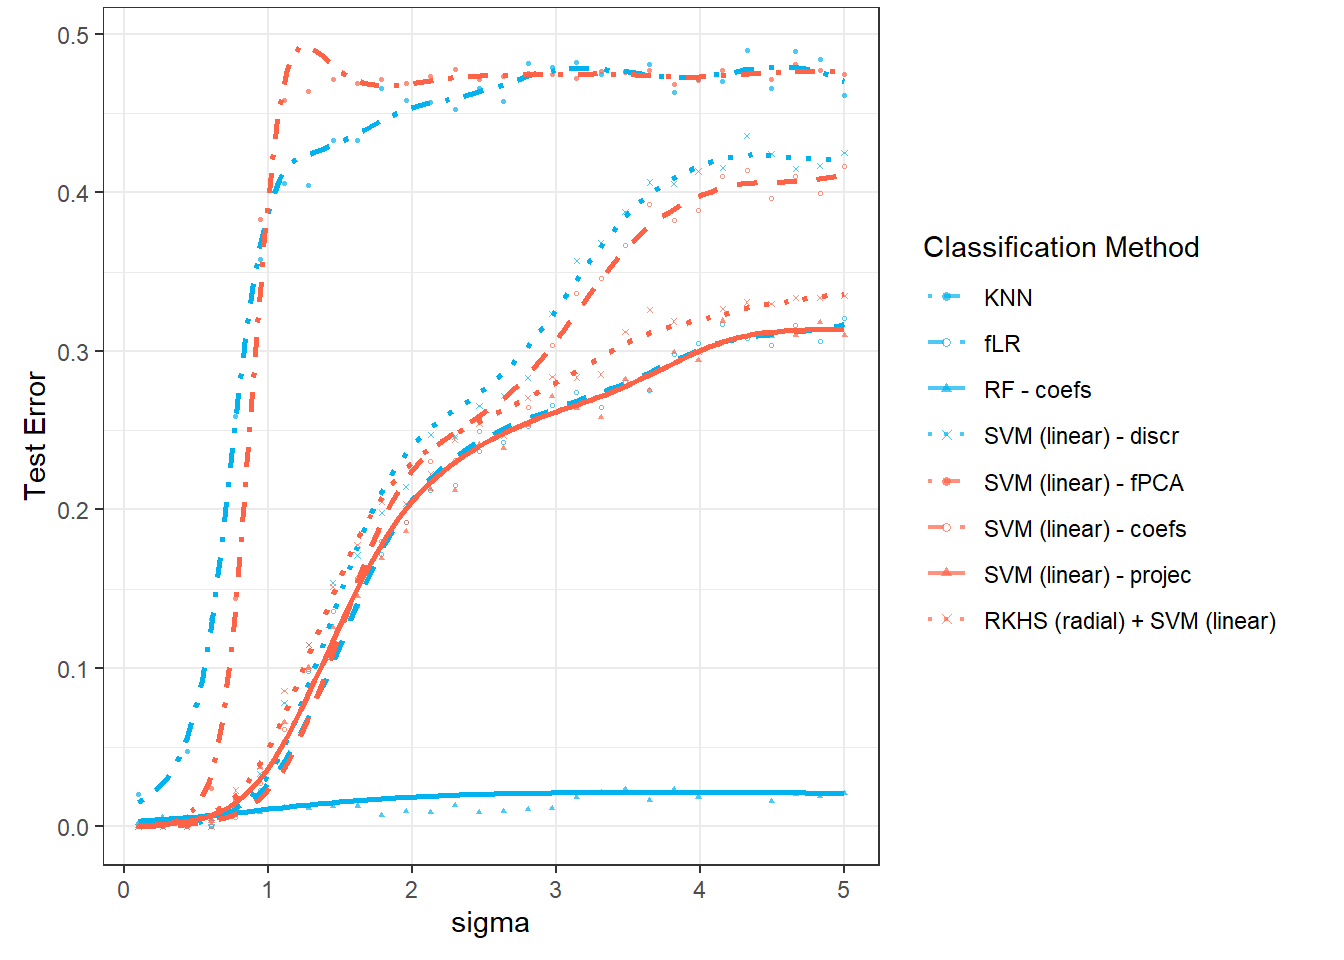 0.5
0.4
0.3
0.2
0.1
0.0
Test Error
0
1
2
3
4
5
sigma
Classification Method
KNN
fLR
RF - coefs
SVM (linear) - discr
SVM (linear) - fPCA
SVM (linear) - coefs
SVM (linear) - projec
RKHS (radial) + SVM (linear)